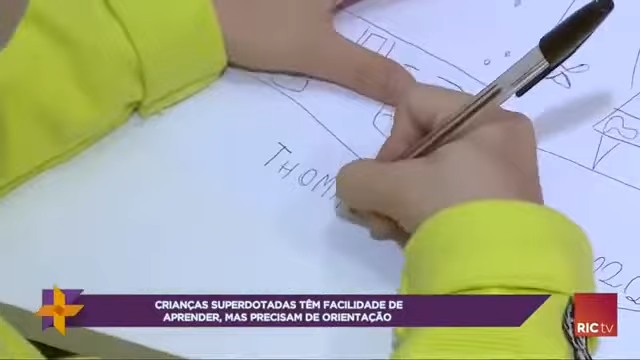 THOM
CRIANÇAS SUPERDOTADAS TÊM FACILIDADE DE
APRENDER, MAS PRECISAM DE ORIENTAÇÃO
RIC tv